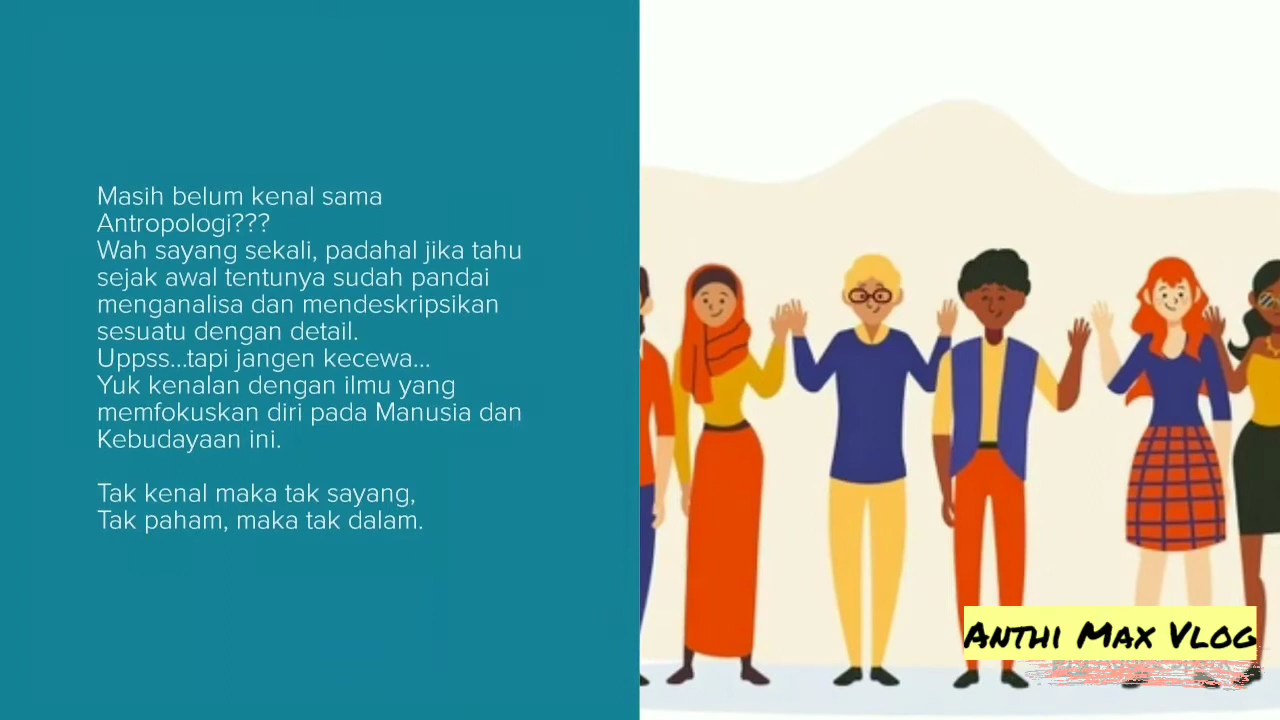 Masih belum kenal sama
Antropologi???
Wah sayang sekali, padahal jika tahu
sejak awal tentunya sudah pandai
menganalisa dan mendeskripsikan
sesuatu dengan detail.
Uppss...tapi jangen kecewa...
Yuk kenalan dengan ilmu yang
memfokuskan diri pada Manusia dan
Kebudayaan ini.
Tak kenal maka tak sayang,
Tak paham, maka tak dalam.
Anthi Max Vlog